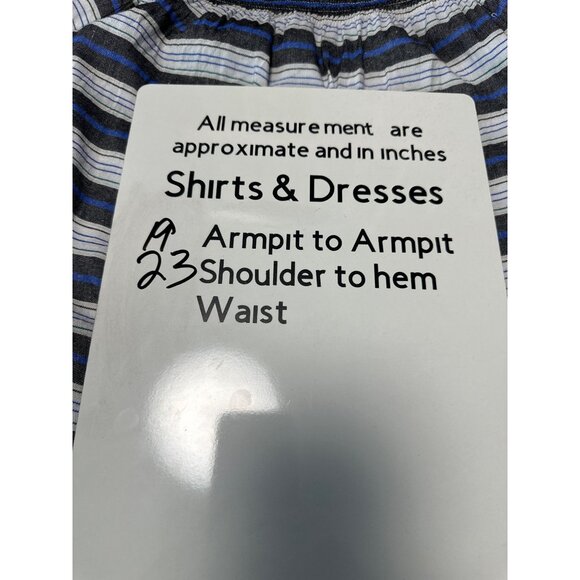 All measurement are
approximate and in inches
Shirts & Dresses
19 Armpit to Armpit
23 Shoulder to hem
Waist